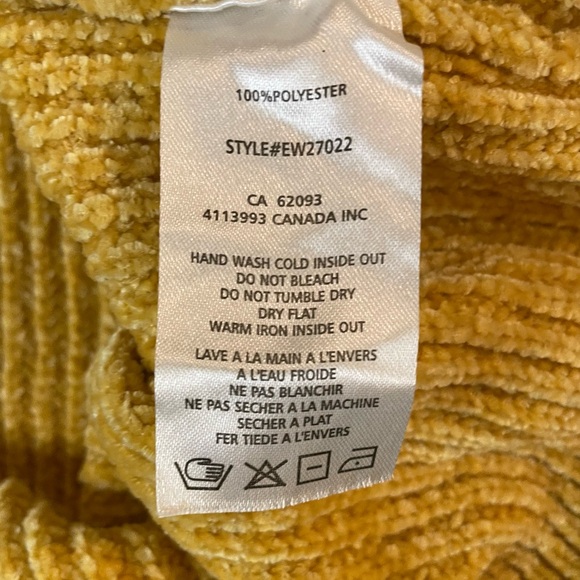 100%POLYESTER
STYLE#EW27022
CA 62093
4113993 CANADA INC
HAND WASH COLD INSIDE OUT
DO NOT BLEACH
DO NOT TUMBLE DRY
DRY FLAT
WARM IRON INSIDE OUT
LAVE A LA MAIN A L'ENVERS
A L'EAU FROIDE
NE PAS BLANCHIR
NE PAS SECHER A LA MACHINE
SECHER A PLAT
FER TIEDE A L'ENVERS